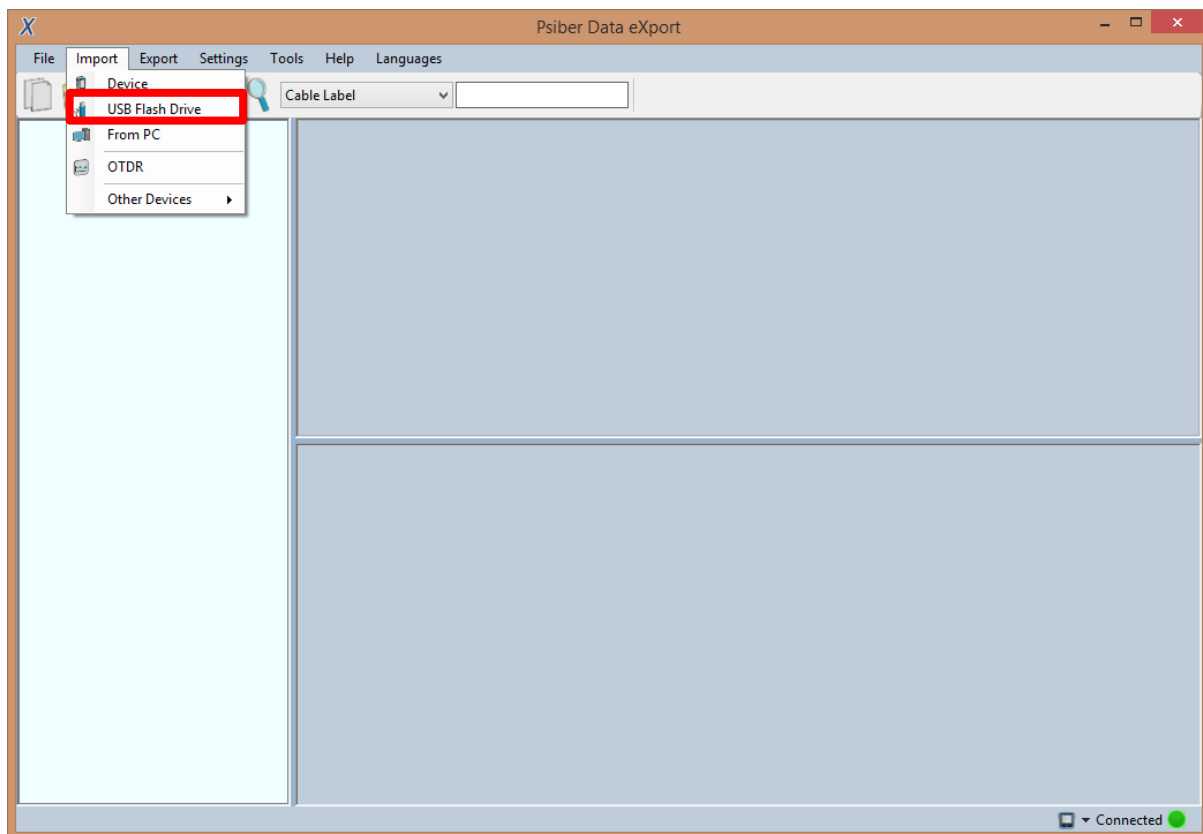 X Psiber Data eXport
File Import Export Settings Tools Help Languages
Device
Cable Label
USB Flash Drive
From PC
OTDR
Other Devices
Connected